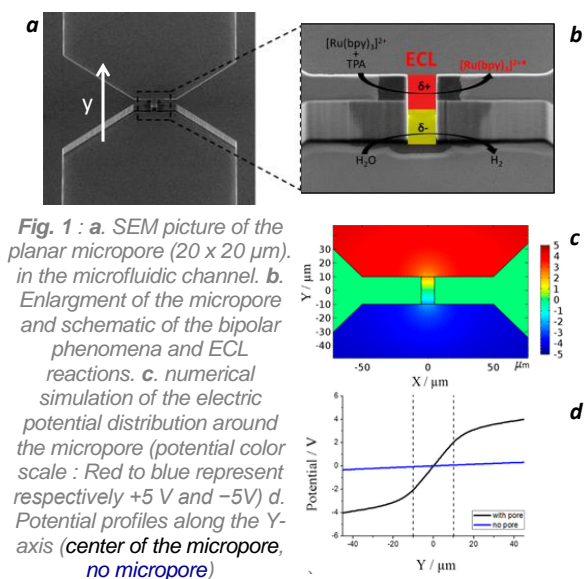 a
y
b
[Ru(bpy)3]2+
+
TPA
ECL
[Ru(bpy)3]2+*
δ+
δ-
H2O
H2
Fig. 1 : a. SEM picture of the
planar micropore (20 x 20 µm).
in the microfluidic channel. b.
Enlargment of the micropore
and schematic of the bipolar
phenomena and ECL
reactions. c. numerical
simulation of the electric
potential distribution around
the micropore (potential color
scale : Red to blue represent
respectively +5 V and −5V) d.
Potential profiles along the Y-
axis (center of the micropore,
no micropore)
c
Y / µm
30
20
10
0
-10
-20
-30
-40
-50
0
50
X / µm
µm
5
4
3
2
1
0
-1
-2
-3
-4
-5
d
Potential / V
6
4
2
0
-2
-4
-6
-40
-20
0
20
40
Y / µm
with pore
no pore